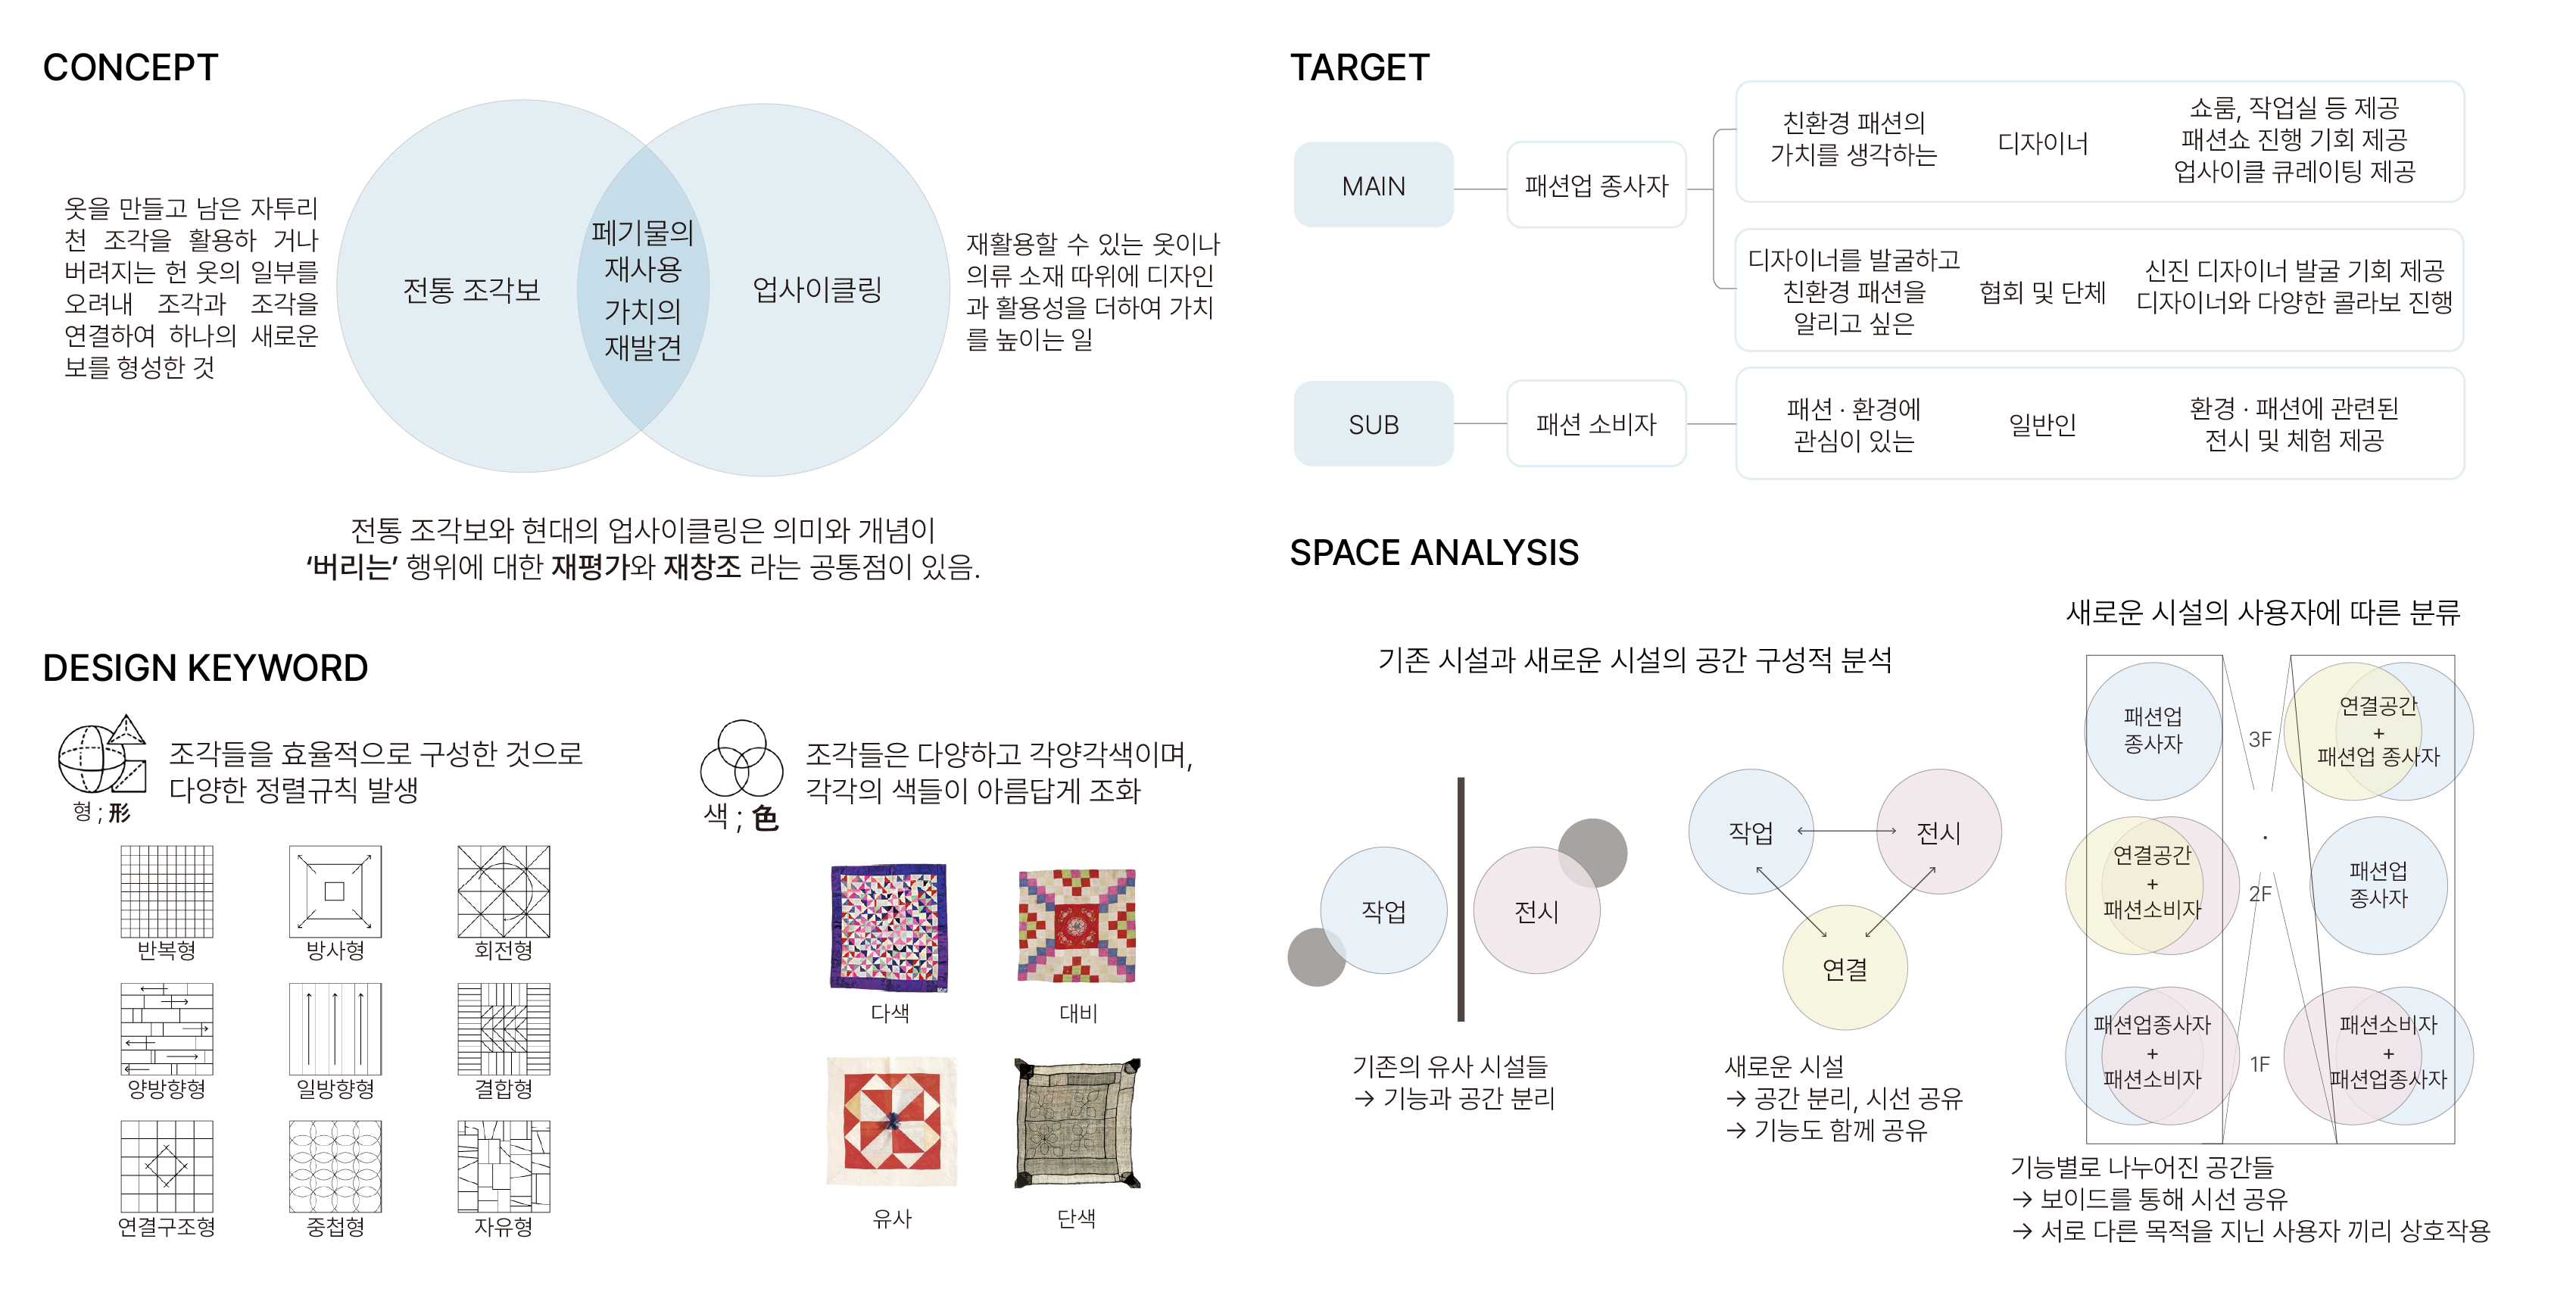 CONCEPT
옷을 만들고 남은 자투리
천 조각을 활용하 거나
버려지는 헌 옷의 일부를
오려내 조각과 조각을
연결하여 하나의 새로운
보를 형성한 것
전통 조각보
페기물의
재사용
가치의
재발견
업사이클링
재활용할 수 있는 옷이나
의류 소재 따위에 디자인
과 활용성을 더하여 가치
를 높이는 일
전통 조각보와 현대의 업사이클링은 의미와 개념이
‘버리는’ 행위에 대한 재평가와 재창조 라는 공통점이 있음.
DESIGN KEYWORD
형 ; 形
조각들을 효율적으로 구성한 것으로
다양한 정렬규칙 발생
반복형
방사형
회전형
양방향형
일방향형
결합형
연결구조형
중첩형
자유형
색 ; 色
조각들은 다양하고 각양각색이며,
각각의 색들이 아름답게 조화
다색
대비
유사
단색
TARGET
MAIN
패션업 종사자
친환경 패션의
가치를 생각하는
디자이너
쇼룸, 작업실 등 제공
패션쇼 진행 기회 제공
업사이클 큐레이팅 제공
디자이너를 발굴하고
친환경 패션을
알리고 싶은
협회 및 단체
신진 디자이너 발굴 기회 제공
디자이너와 다양한 콜라보 진행
SUB
패션 소비자
패션 · 환경에
관심이 있는
일반인
환경 · 패션에 관련된
전시 및 체험 제공
SPACE ANALYSIS
기존 시설과 새로운 시설의 공간 구성적 분석
작업
전시
기존의 유사 시설들
→ 기능과 공간 분리
작업
전시
연결
새로운 시설
→ 공간 분리, 시선 공유
→ 기능도 함께 공유
새로운 시설의 사용자에 따른 분류
패션업
종사자
3F
연결공간
+
패션업 종사자
연결공간
+
패션소비자
2F
패션업
종사자
패션업종사자
+
패션소비자
1F
패션소비자
+
패션업종사자
기능별로 나누어진 공간들
→ 보이드를 통해 시선 공유
→ 서로 다른 목적을 지닌 사용자 끼리 상호작용